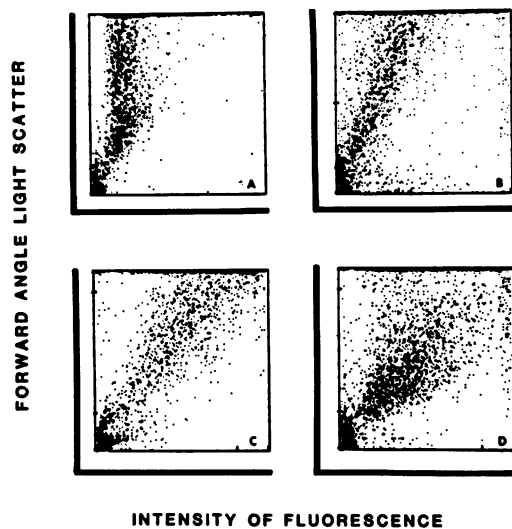 FORWARD ANGLE LIGHT SCATTER
A
B
C
D
INTENSITY OF FLUORESCENCE